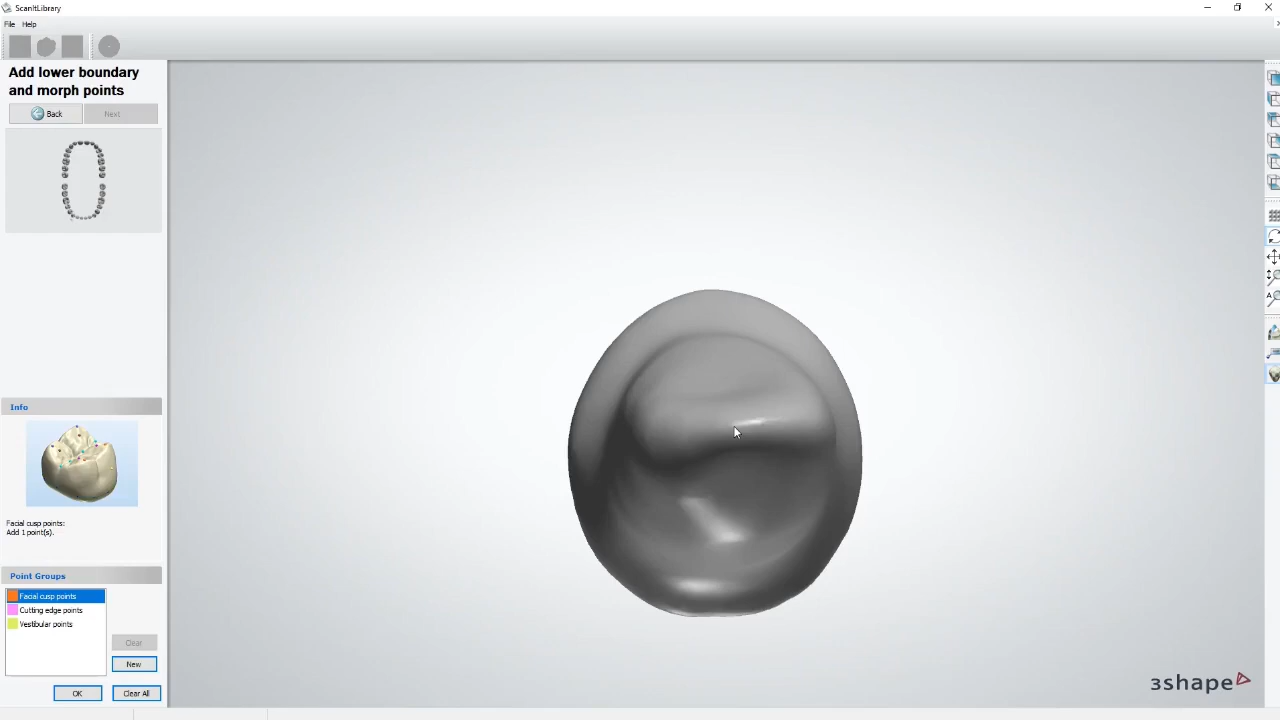 ScanItLibrary
File Help
Add lower boundary
and morph points
Back Next
Info
Facial cusp points:
Add 1 point(s).
Point Groups
Facial cusp points
Cutting edge points
Vestibular points
Clear
New
OK Clear All
3shape